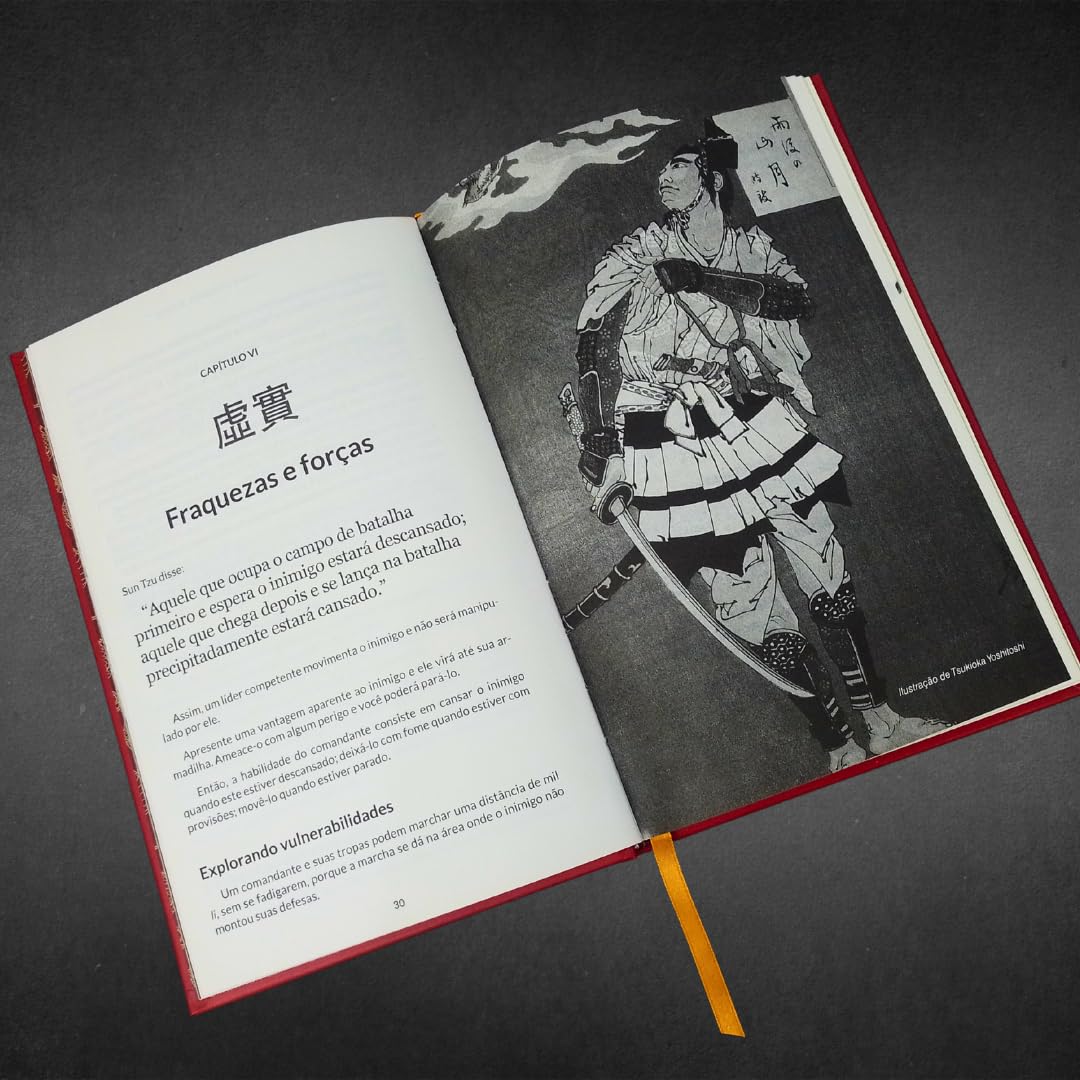 CAPÍTULO VI
虛實
Fraquezas e forças
Sun Tzu disse:
“Aquele que ocupa o campo de batalha
primeiro e espera o inimigo estará descansado;
aquele que chega depois e se lança na batalha
precipitadamente estará cansado.”
Assim, um líder competente movimenta o inimigo e não será manipu-
lado por ele.
Apresente uma vantagem aparente ao inimigo e ele virá até sua ar-
madilha. Ameace-o com algum perigo e você poderá pará-lo.
Então, a habilidade do comandante consiste em cansar o inimigo
quando este estiver descansado; deixá-lo com fome quando estiver com
provisões; movê-lo quando estiver parado.
Explorando vulnerabilidades
Um comandante e suas tropas podem marchar uma distância de mil
li, sem se fadigarem, porque a marcha se dá na área onde o inimigo não
montou suas defesas.
30
雨後の
山月
Ilustração de Tsukioka Yoshitoshi